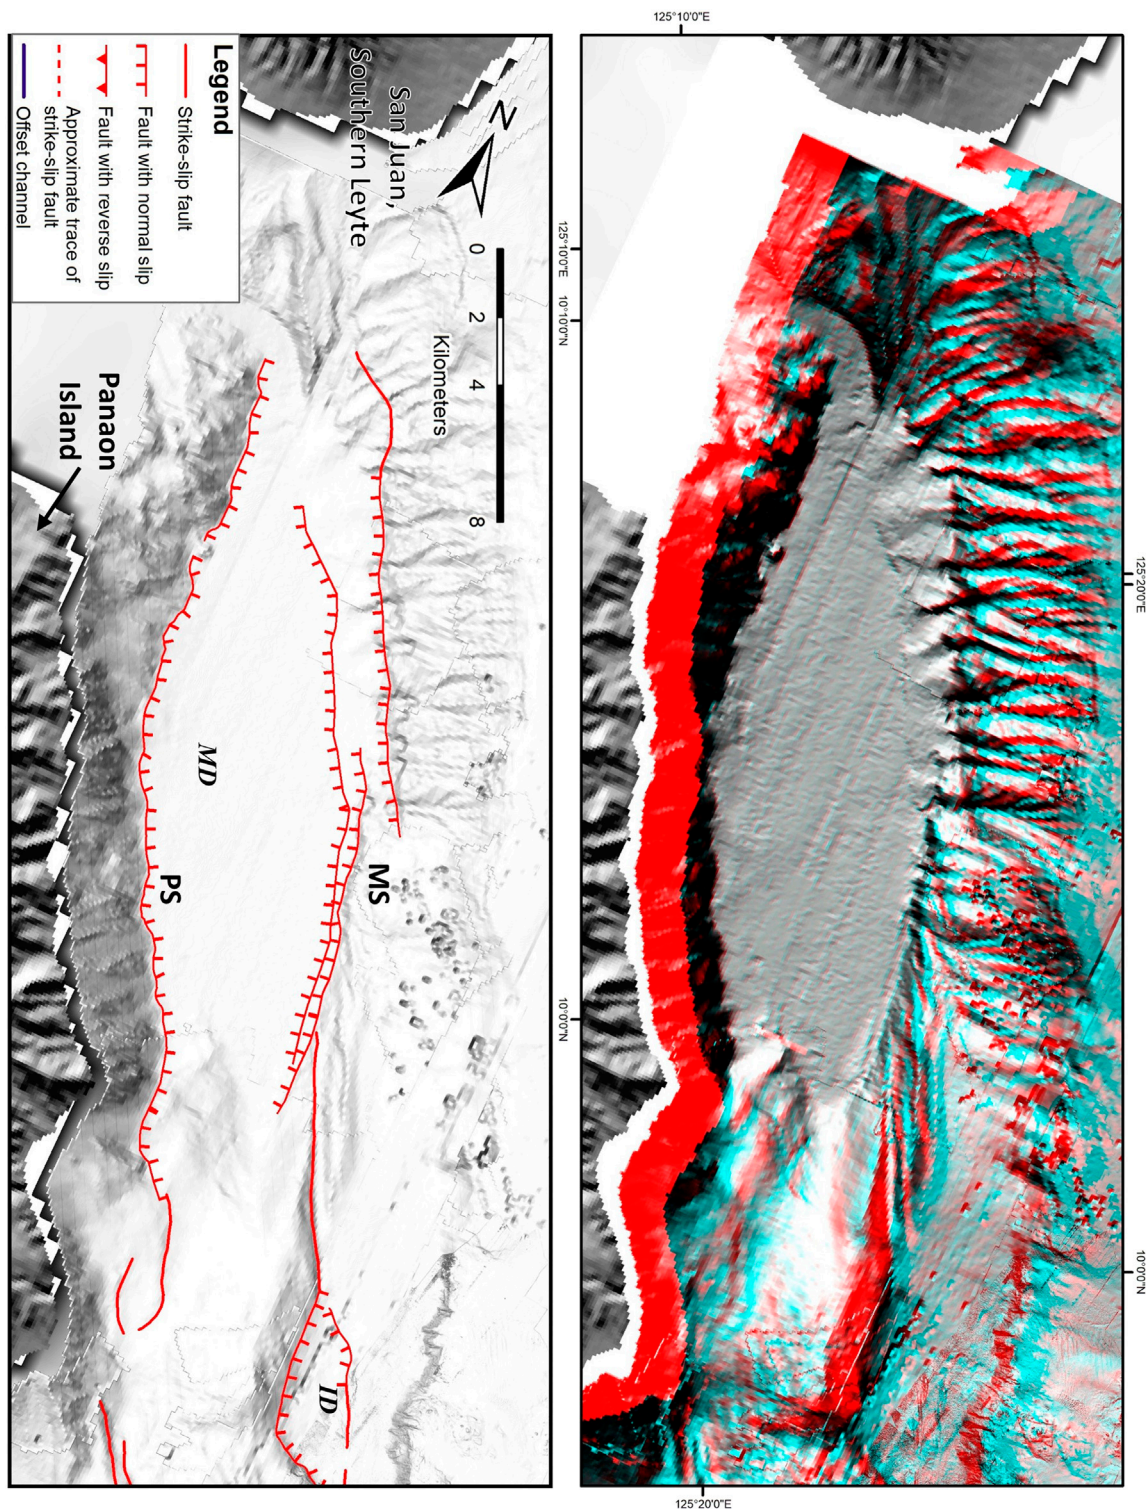 125°10'0"E
125°20'0"E
10°0'0"N
125°20'0"E
125°10'0"E
10°10'0"N
10°0'0"N
San Juan,
Southern Leyte
N
0 2 4 8
Kilometers
Panaon
Island
MD
PS
MS
ID
Legend
Strike-slip fault
Fault with normal slip
Fault with reverse slip
Approximate trace of
strike-slip fault
Offset channel